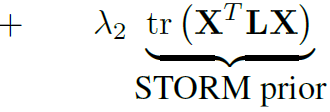 + λ₂ tr (XᵀLX)
STORM prior